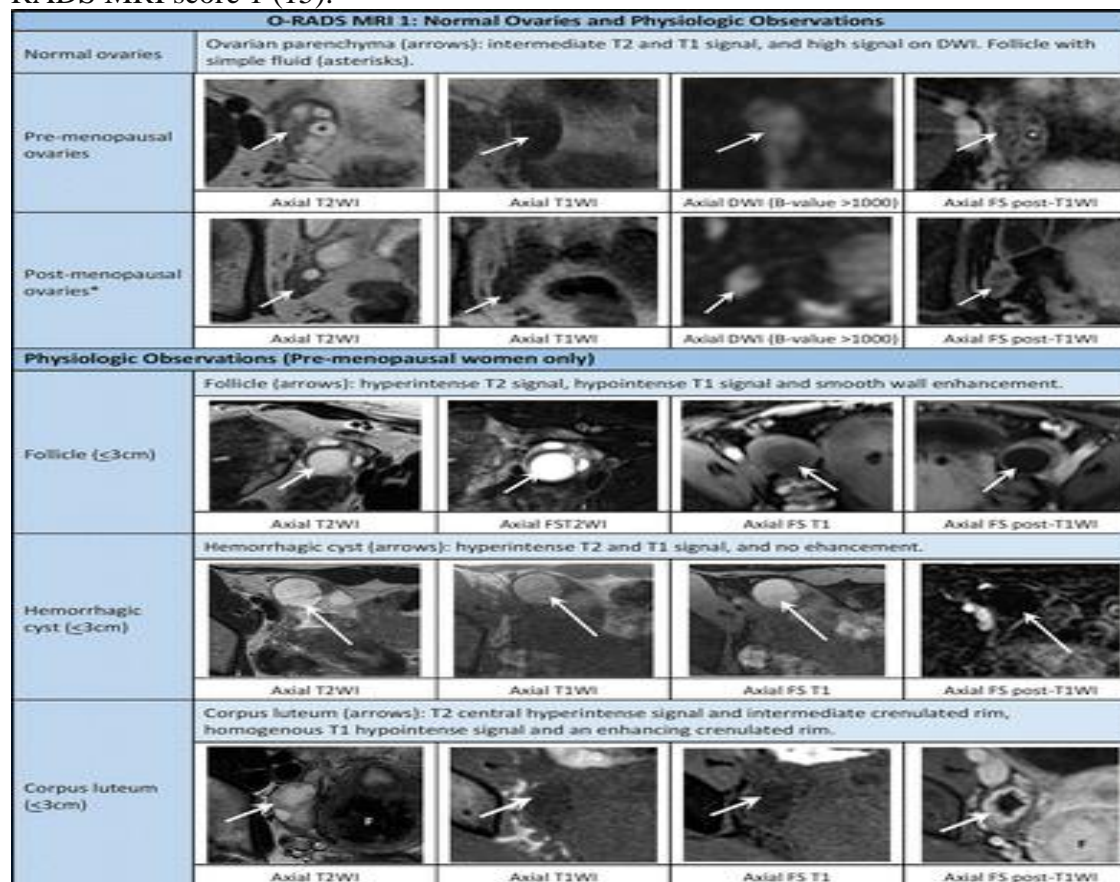 RADS MRI score 1 (15).
O-RADS MRI 1: Normal Ovaries and Physiologic Observations
Normal ovaries
Ovarian parenchyma (arrows): intermediate T2 and T1 signal, and high signal on DWI. Follicle with
simple fluid (asterisks).
Pre-menopausal
ovaries
Axial T2WI
Axial T1WI
Axial DWI (B-value >1000)
Axial FS post-T1WI
Post-menopausal
ovaries*
Axial T2WI
Axial T1WI
Axial DWI (B-value >1000)
Axial FS post-T1WI
Physiologic Observations (Pre-menopausal women only)
Follicle (≤3cm)
Follicle (arrows): hyperintense T2 signal, hypointense T1 signal and smooth wall enhancement.
Axial T2WI
Axial FST2WI
Axial FS T1
Axial FS post-T1WI
Hemorrhagic
cyst (≤3cm)
Hemorrhagic cyst (arrows): hyperintense T2 and T1 signal, and no ehancement.
Axial T2WI
Axial T1WI
Axial FS T1
Axial FS post-T1WI
Corpus luteum
(≤3cm)
Corpus luteum (arrows): T2 central hyperintense signal and intermediate crenulated rim,
homogenous T1 hypointense signal and an enhancing crenulated rim.
F
F
Axial T2WI
Axial T1WI
Axial FS T1
Axial FS post-T1WI